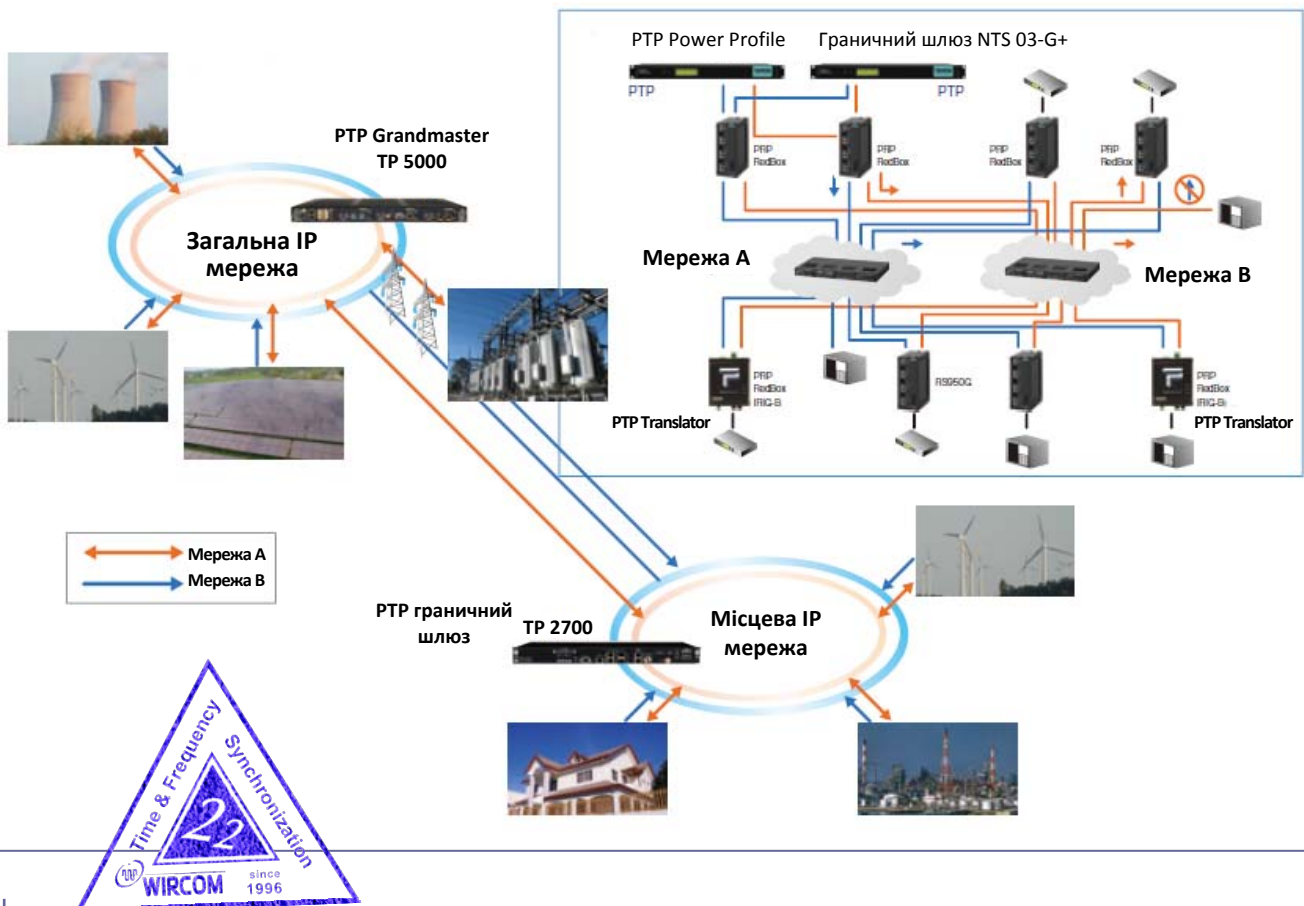 PTP Power Profile
Граничний шлюз NTS 03-G+
PTP
PTP
PTP Grandmaster
TP 5000
PRP
RedBox
PRP
RedBox
PRP
RedBox
PRP
RedBox
Загальна IP
мережа
Мережа А
Мережа В
PRP
RedBox
IRIG-B
RS950G
PRP
RedBox
IRIG-B
PTP Translator
PTP Translator
Мережа А
Мережа В
PTP граничний
шлюз
TP 2700
Місцева IP
мережа
Time & Frequency
Synchronization
22
WIRCOM
since
1996